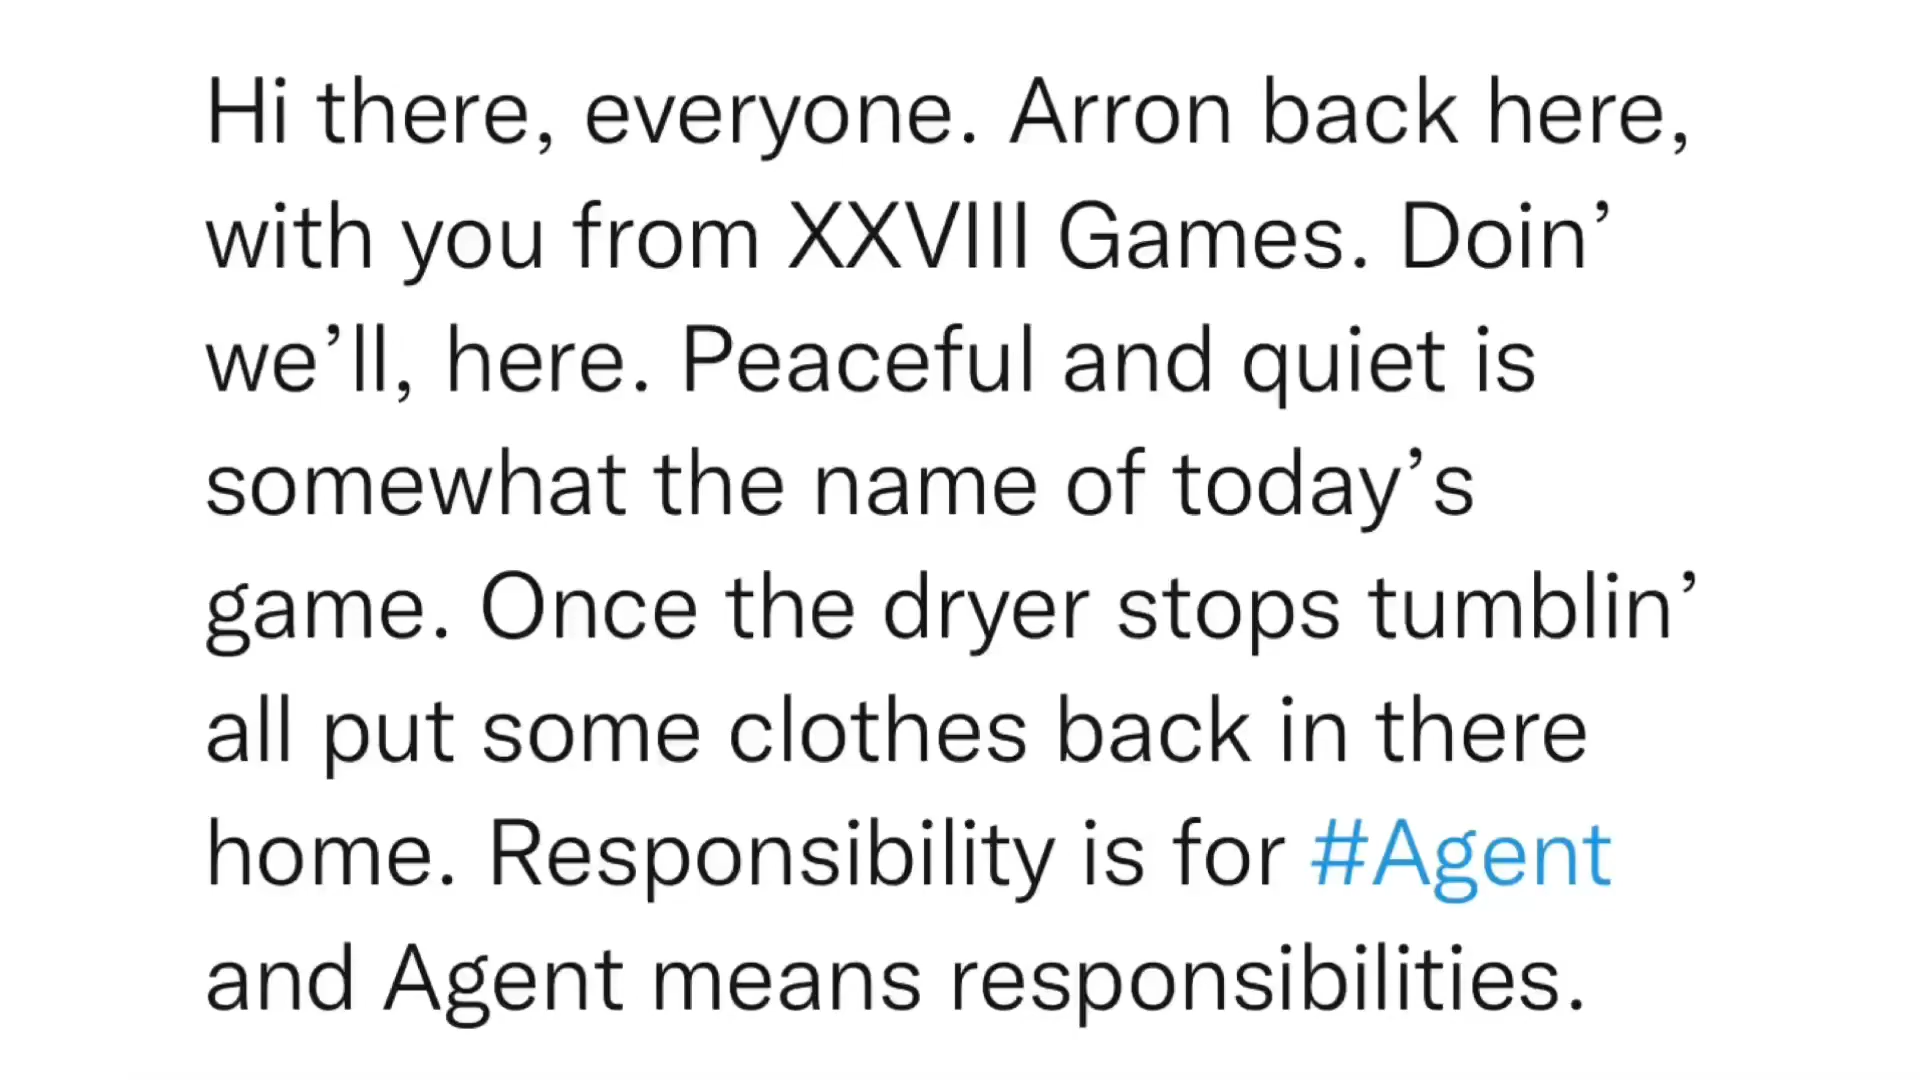 Hi there, everyone. Arron back here,
with you from XXVIII Games. Doin’
we’ll, here. Peaceful and quiet is
somewhat the name of today’s
game. Once the dryer stops tumblin’
all put some clothes back in there
home. Responsibility is for #Agent
and Agent means responsibilities.